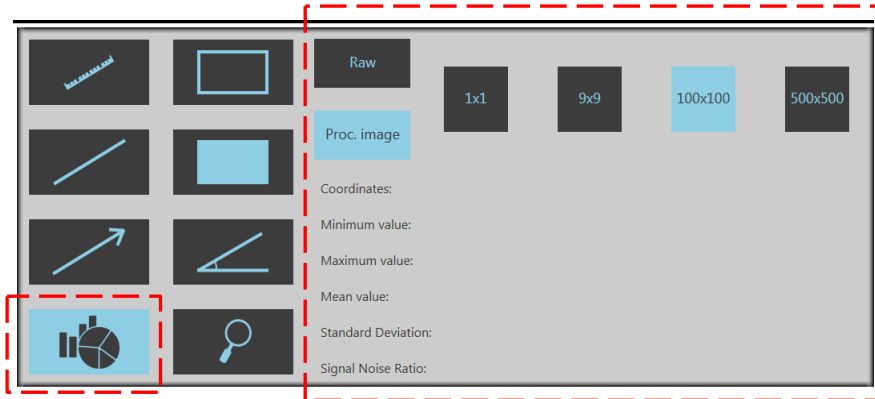 Raw
1x1
9x9
100x100
500x500
Proc. image
Coordinates:
Minimum value:
Maximum value:
Mean value:
Standard Deviation:
Signal Noise Ratio: